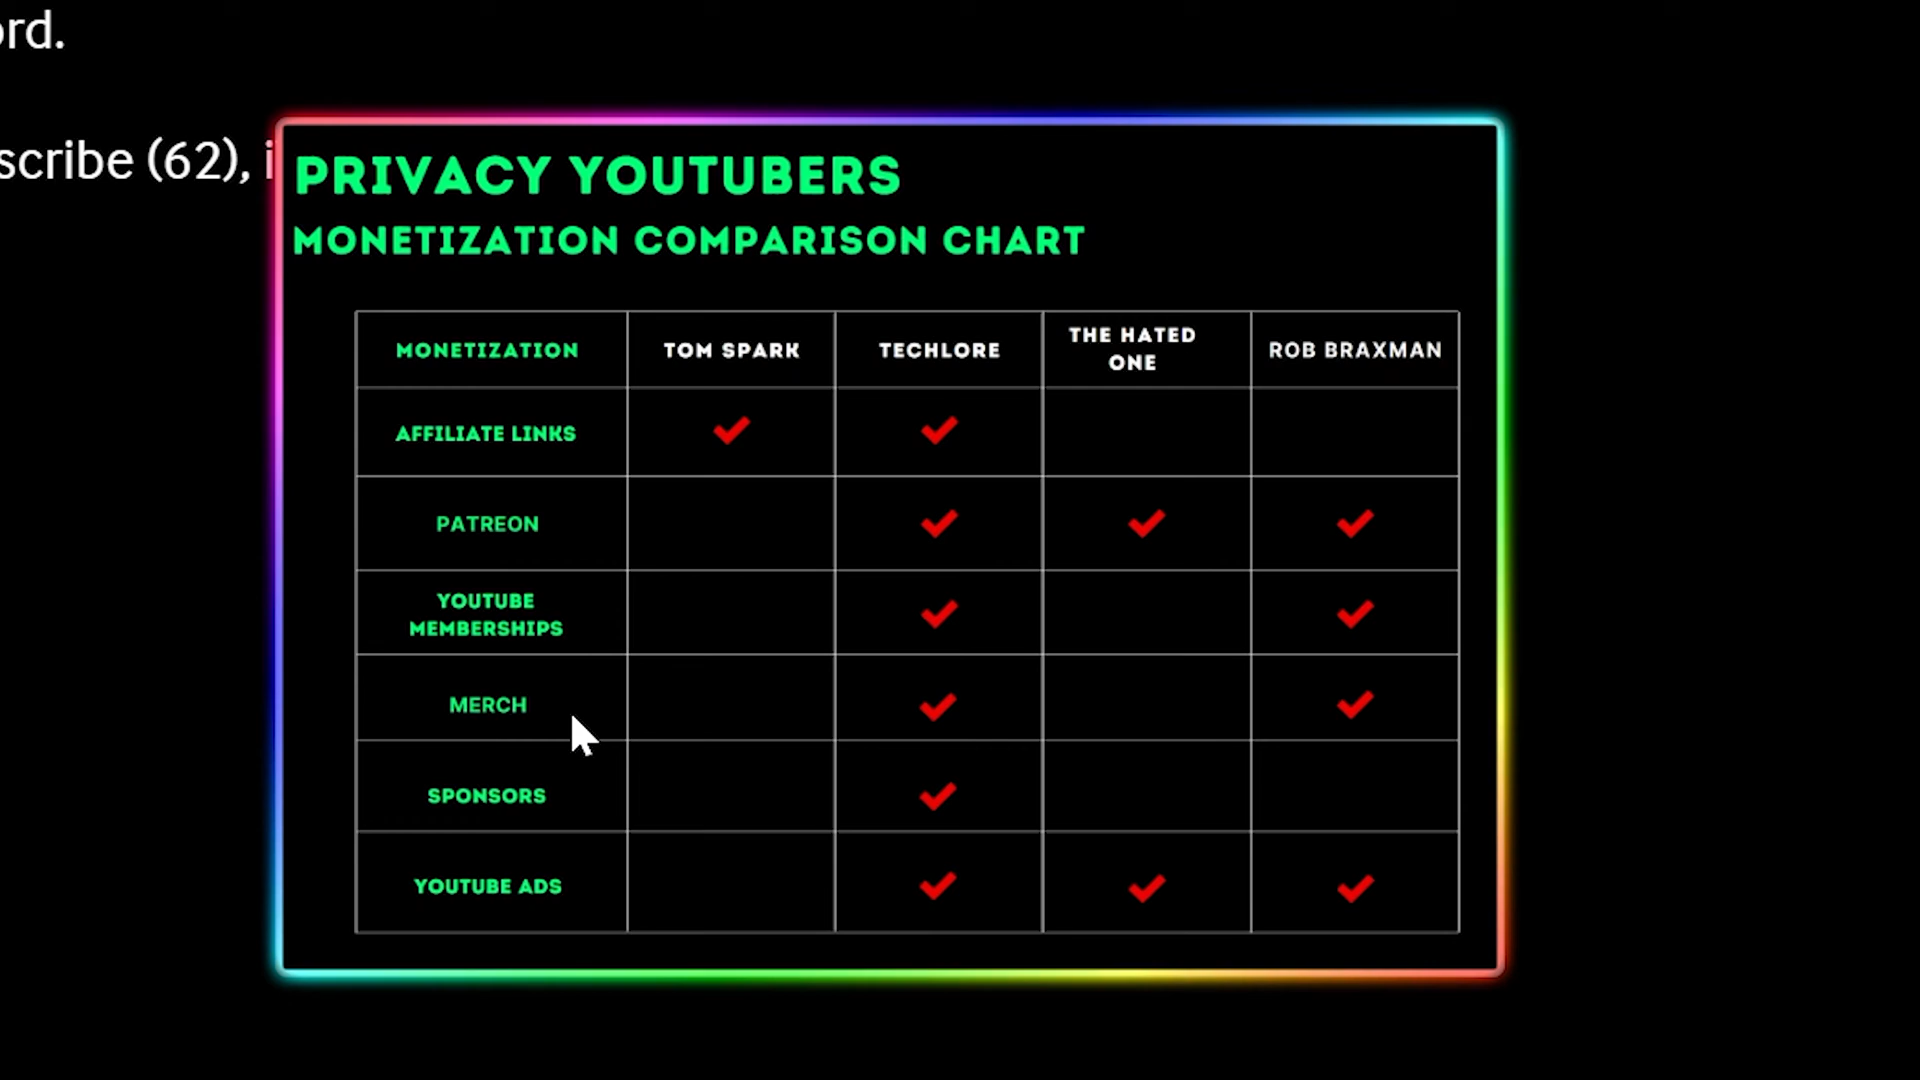 ord.
scribe (62), i
PRIVACY YOUTUBERS
MONETIZATION COMPARISON CHART
MONETIZATION TOM SPARK TECHLORE THE HATED ONE ROB BRAXMAN
AFFILIATE LINKS ✔ ✔
PATREON ✔ ✔ ✔
YOUTUBE MEMBERSHIPS ✔ ✔
MERCH ✔ ✔
SPONSORS ✔
YOUTUBE ADS ✔ ✔ ✔